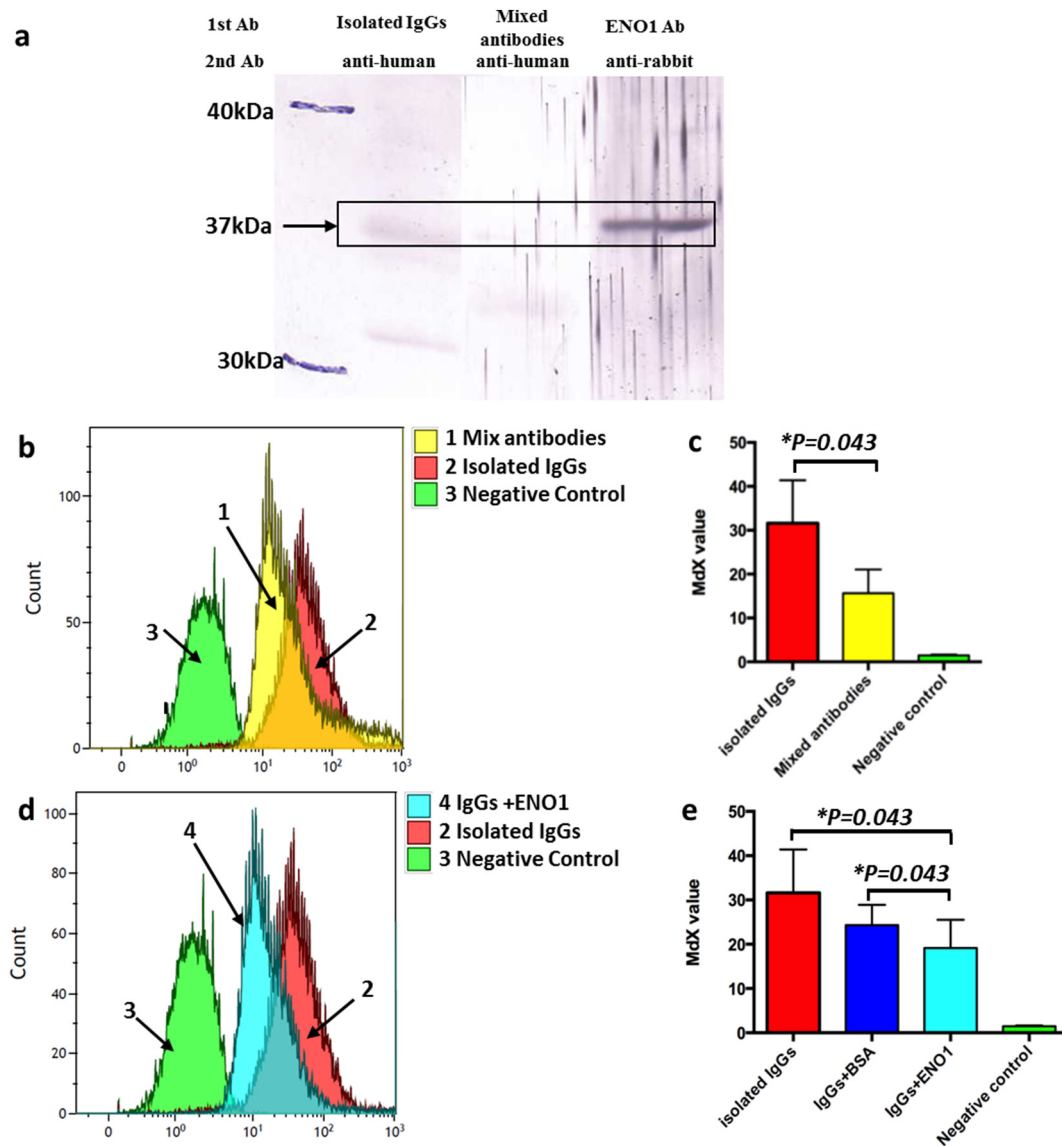 a
1st Ab
Isolated IgGs
Mixed antibodies
ENO1 Ab
2nd Ab
anti-human
anti-human
anti-rabbit
40kDa
37kDa
30kDa
b
1 Mix antibodies
2 Isolated IgGs
3 Negative Control
Count
100
50
0
1
2
3
0 10⁰ 10¹ 10² 10³
c
*P=0.043
MdX value
50
40
30
20
10
0
isolated IgGs
Mixed antibodies
Negative control
d
4 IgGs +ENO1
2 Isolated IgGs
3 Negative Control
Count
100
80
60
40
20
0
4
2
3
0 10⁰ 10¹ 10² 10³
e
*P=0.043
*P=0.043
MdX value
50
40
30
20
10
0
isolated IgGs
IgGs+BSA
IgGs+ENO1
Negative control